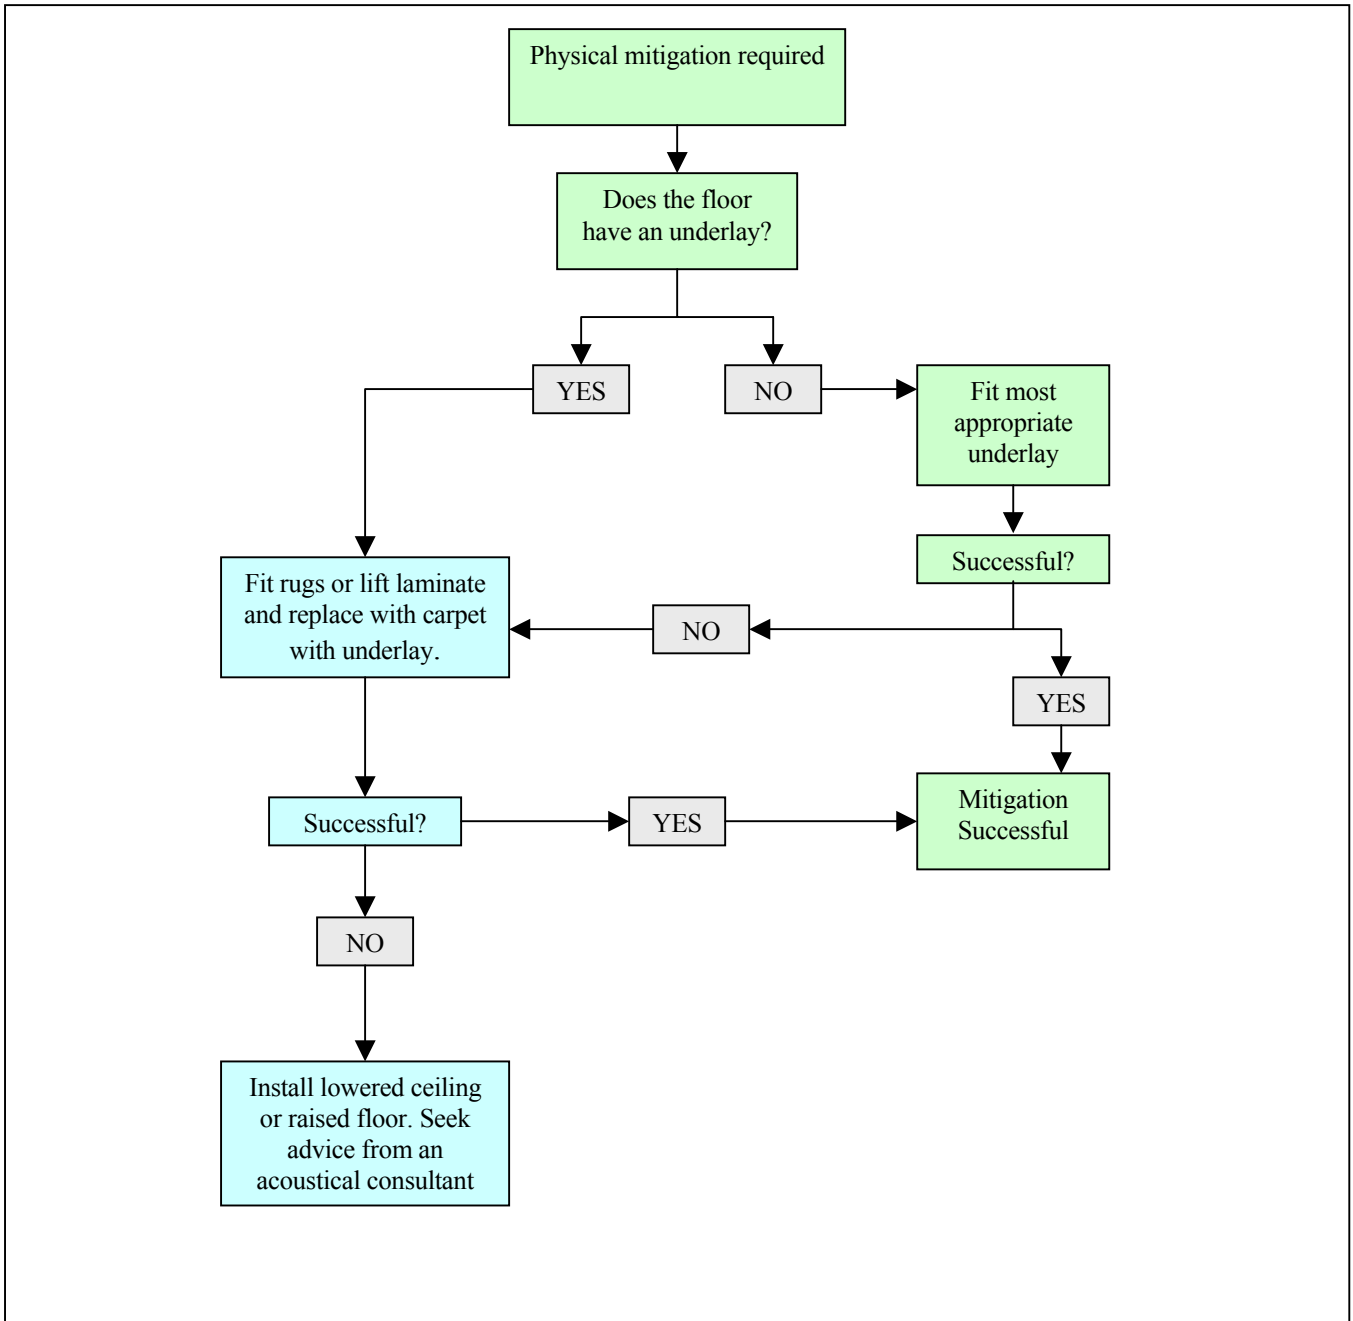 Physical mitigation required
Does the floor
have an underlay?
YES
NO
Fit most
appropriate
underlay
Successful?
Fit rugs or lift laminate
and replace with carpet
with underlay.
NO
YES
Successful?
YES
Mitigation
Successful
NO
Install lowered ceiling
or raised floor. Seek
advice from an
acoustical consultant